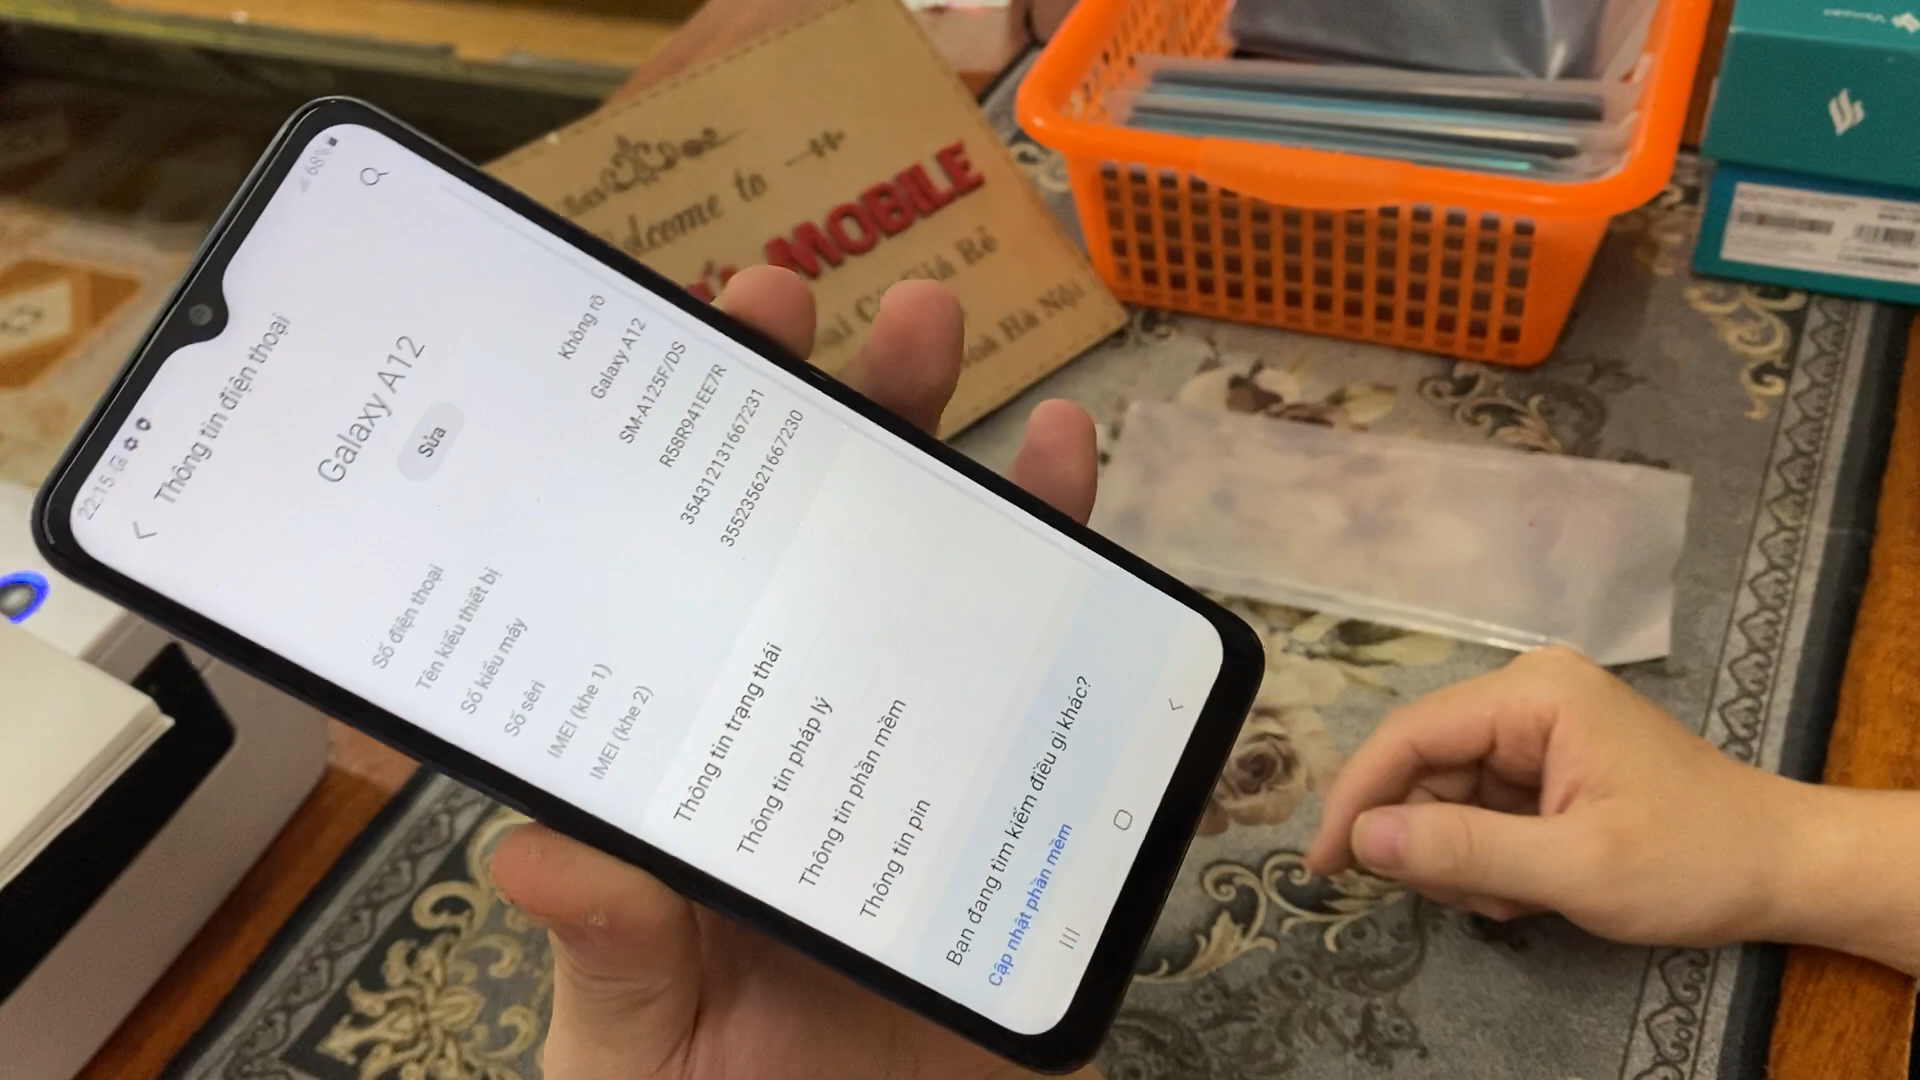 22:15
68%
Thông tin điện thoại
Galaxy A12
Sửa
Số điện thoại Không rõ
Tên kiểu thiết bị Galaxy A12
Số kiểu máy SM-A125F/DS
Số sêri R58R941EE7R
IMEI (khe 1) 354312131667231
IMEI (khe 2) 355235621667230
Thông tin trạng thái
Thông tin pháp lý
Thông tin phần mềm
Thông tin pin
Bạn đang tìm kiếm điều gì khác?
Cập nhật phần mềm
Welcome to
MOBILE
Giá Rẻ
Hà Nội